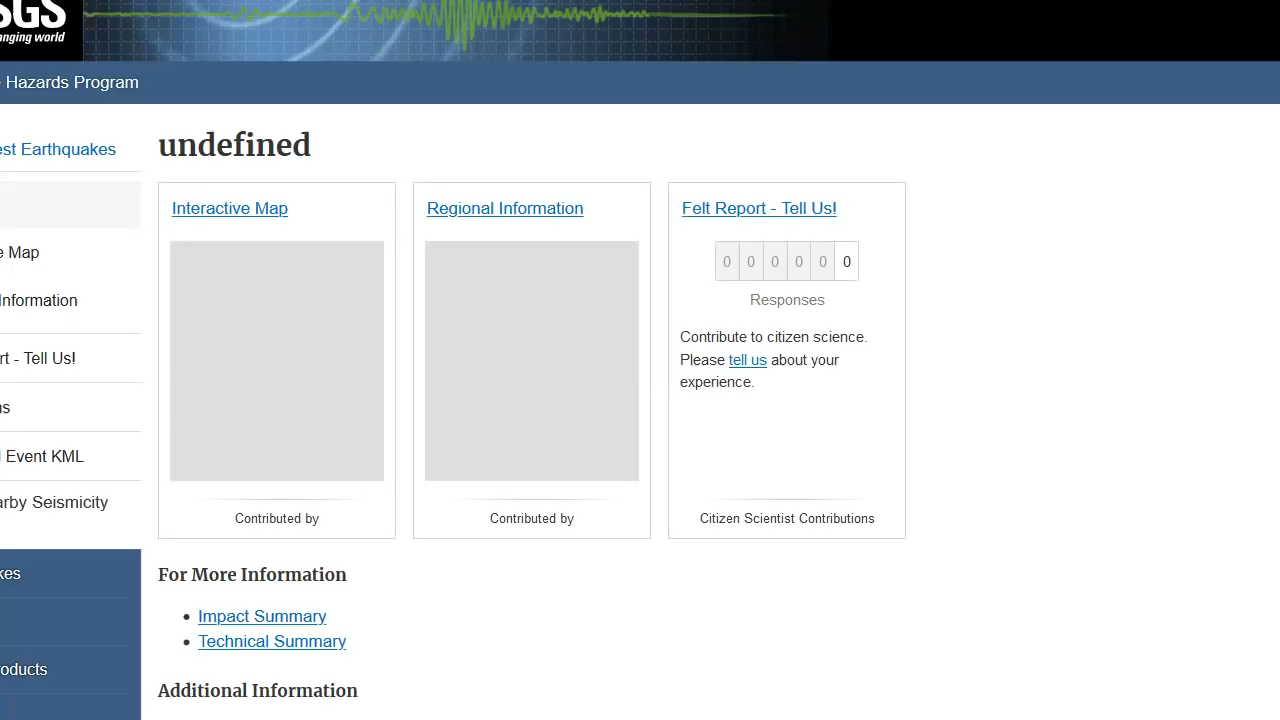 SGS
anging world
Hazards Program
est Earthquakes
e Map
Information
rt - Tell Us!
ns
Event KML
arby Seismicity
kes
oducts
undefined
Interactive Map
Contributed by
Regional Information
Contributed by
Felt Report - Tell Us!
0 0 0 0 0 0
Responses
Contribute to citizen science.
Please tell us about your
experience.
Citizen Scientist Contributions
For More Information
Impact Summary
Technical Summary
Additional Information